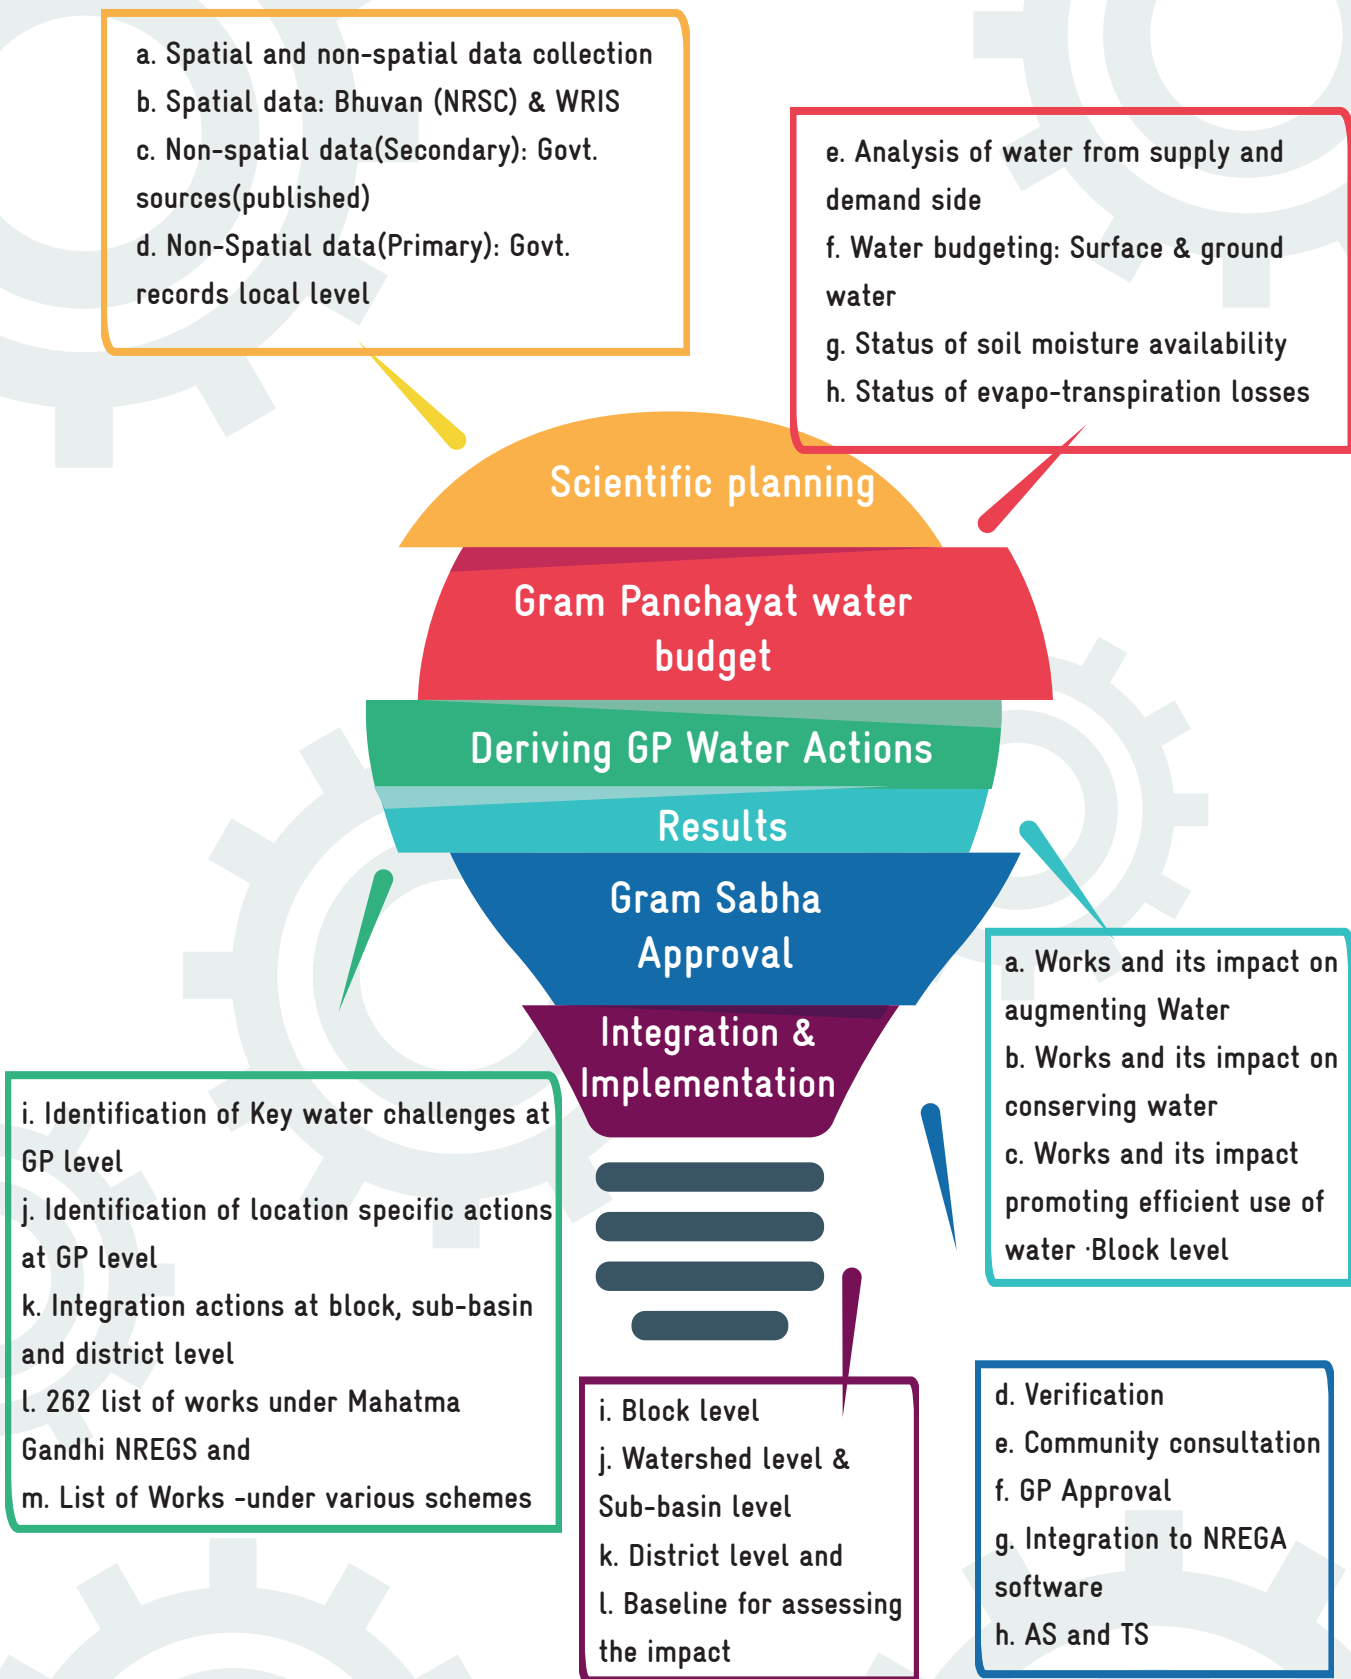 a. Spatial and non-spatial data collection
b. Spatial data: Bhuvan (NRSC) & WRIS
c. Non-spatial data(Secondary): Govt.
sources(published)
d. Non-Spatial data(Primary): Govt.
records local level
e. Analysis of water from supply and
demand side
f. Water budgeting: Surface & ground
water
g. Status of soil moisture availability
h. Status of evapo-transpiration losses
Scientific planning
Gram Panchayat water
budget
Deriving GP Water Actions
Results
Gram Sabha
Approval
Integration &
Implementation
i. Identification of Key water challenges at
GP level
j. Identification of location specific actions
at GP level
k. Integration actions at block, sub-basin
and district level
l. 262 list of works under Mahatma
Gandhi NREGS and
m. List of Works -under various schemes
a. Works and its impact on
augmenting Water
b. Works and its impact on
conserving water
c. Works and its impact
promoting efficient use of
water ·Block level
i. Block level
j. Watershed level &
Sub-basin level
k. District level and
l. Baseline for assessing
the impact
d. Verification
e. Community consultation
f. GP Approval
g. Integration to NREGA
software
h. AS and TS